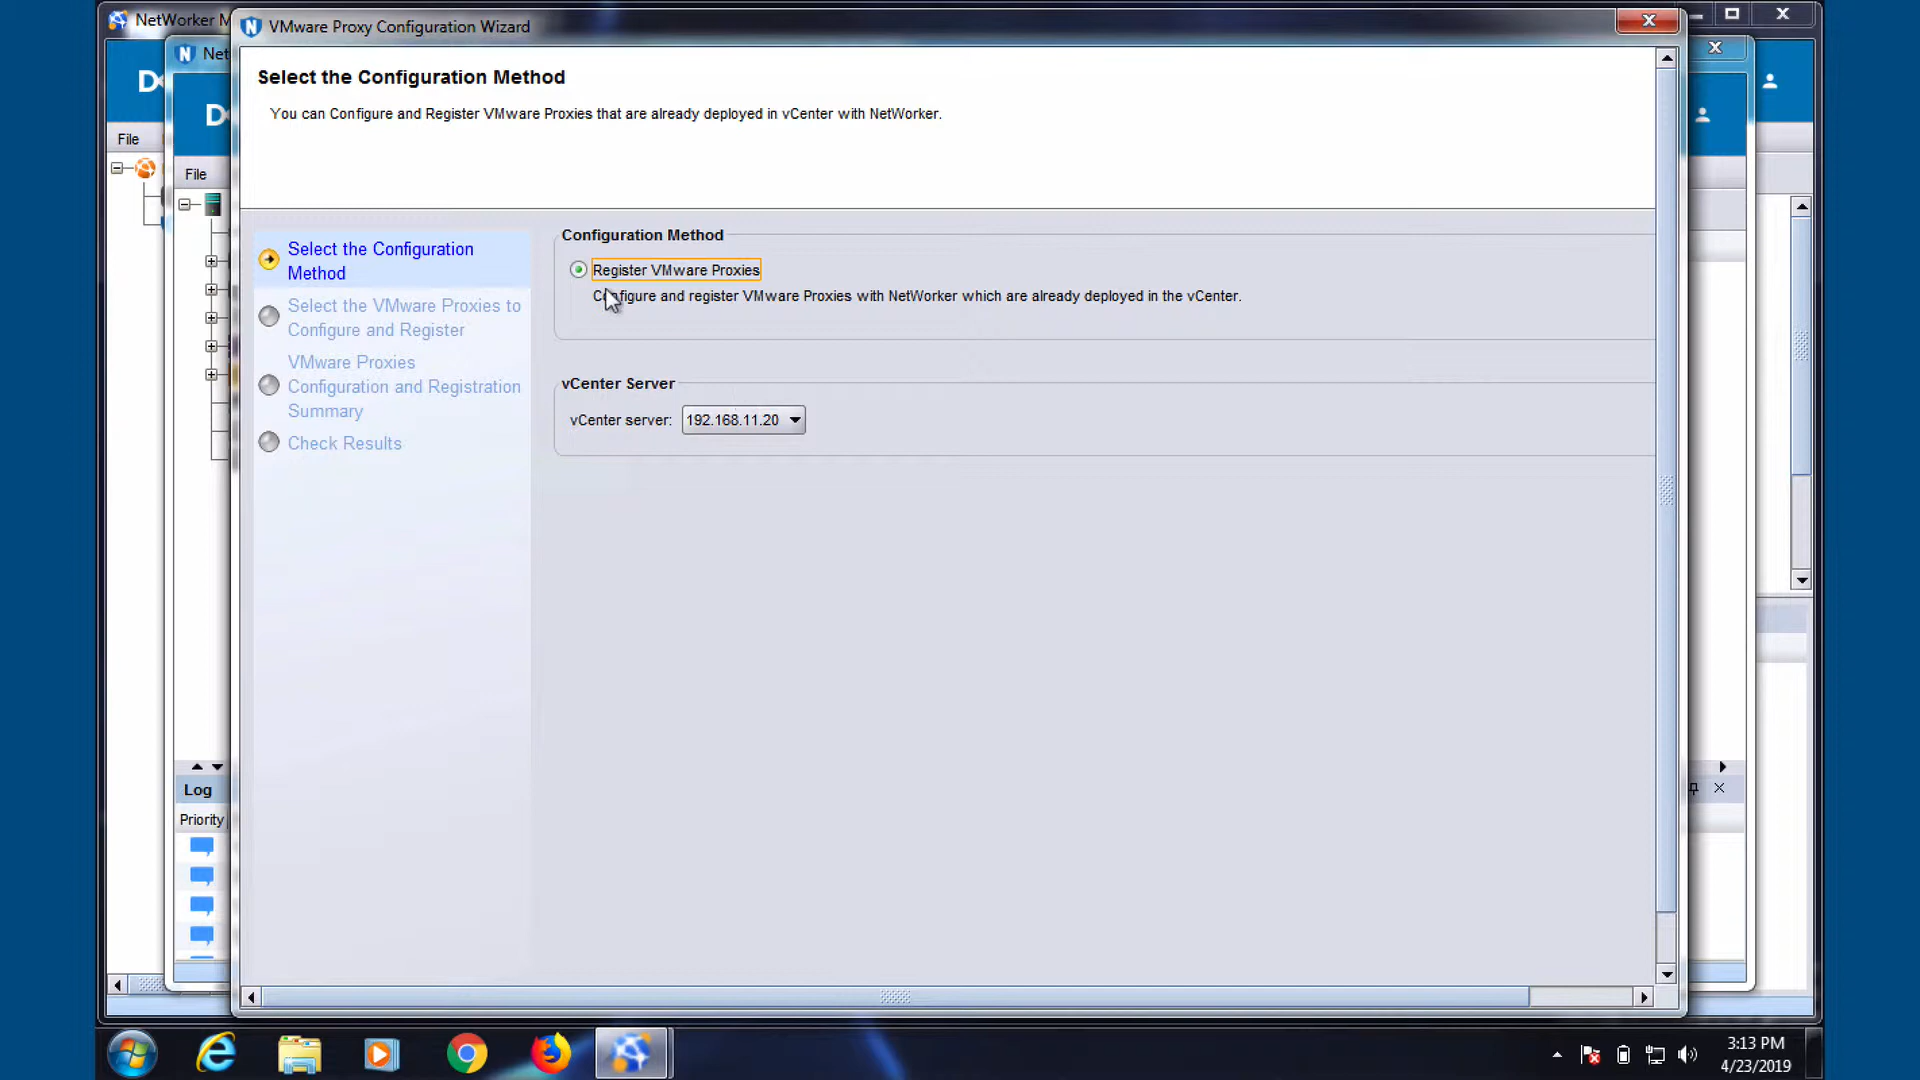 NetWorker M
VMware Proxy Configuration Wizard
Net
Select the Configuration Method
You can Configure and Register VMware Proxies that are already deployed in vCenter with NetWorker.
File
File
Select the Configuration
Method
Select the VMware Proxies to
Configure and Register
VMware Proxies
Configuration and Registration
Summary
Check Results
Configuration Method
Register VMware Proxies
Configure and register VMware Proxies with NetWorker which are already deployed in the vCenter.
vCenter Server
vCenter server: 192.168.11.20
Log
Priority
3:13 PM
4/23/2019